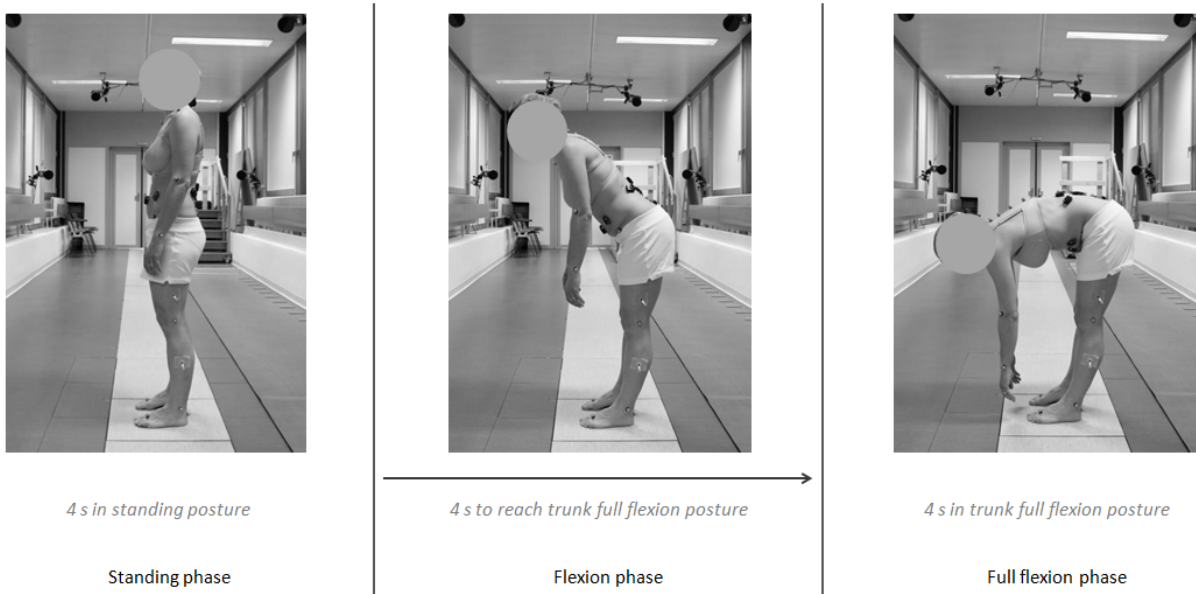 4 s in standing posture
4 s to reach trunk full flexion posture
4 s in trunk full flexion posture
Standing phase
Flexion phase
Full flexion phase